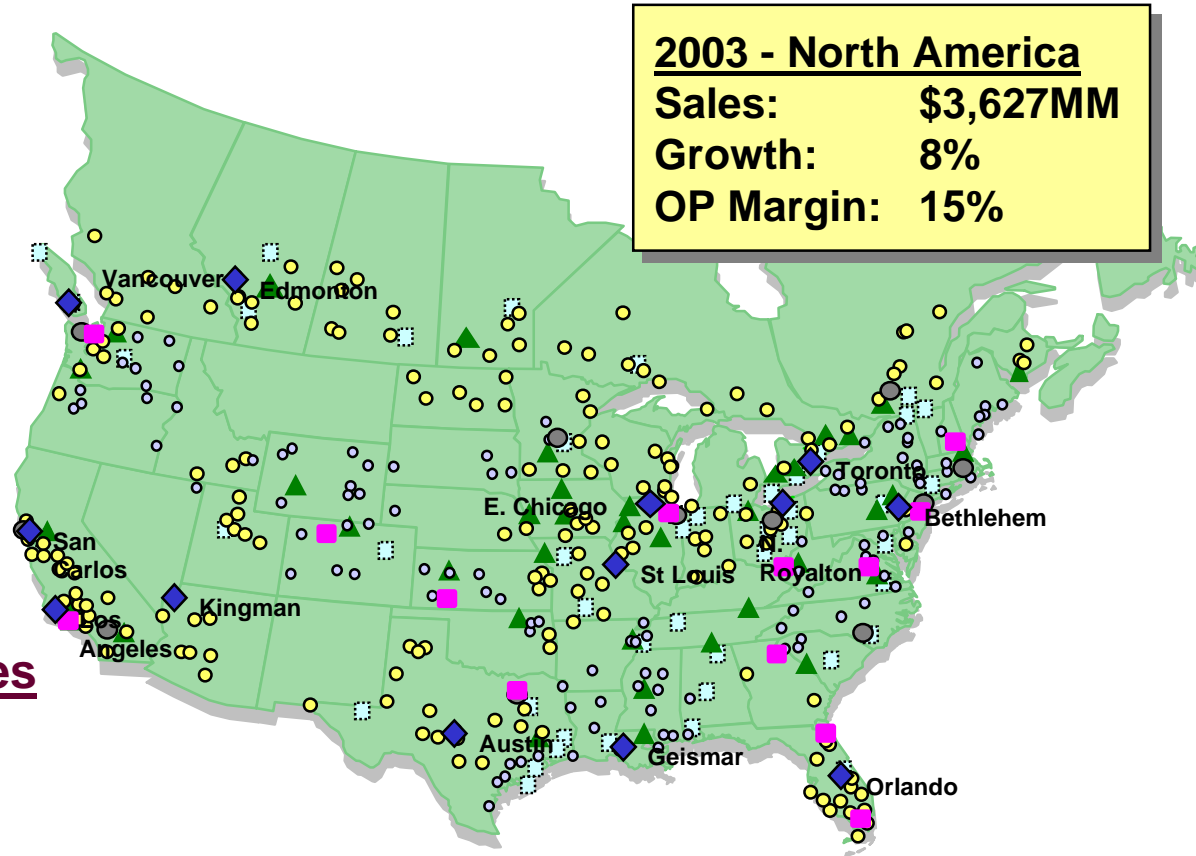 2003 - North America
Sales: $3,627MM
Growth: 8%
OP Margin: 15%
Vancouver
Edmonton
Toronto
E. Chicago
Bethlehem
San
Carlos
N.
Royalton
St Louis
Kingman
Los
Angeles
es
Austin
Geismar
Orlando